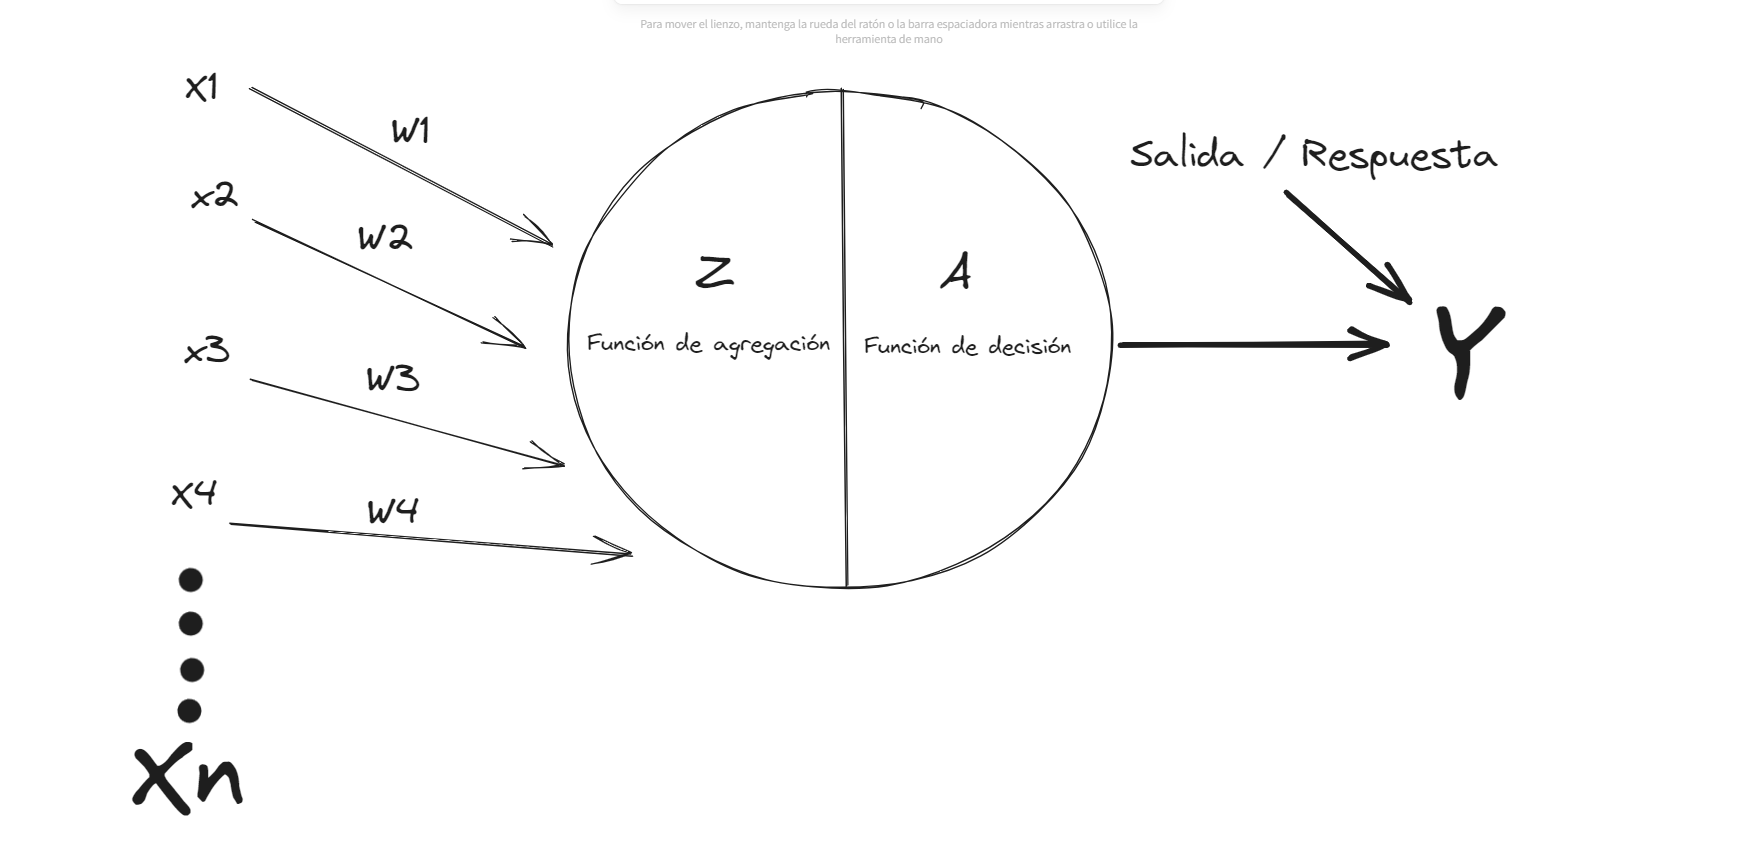 Para mover el lienzo, mantenga la rueda del ratón o la barra espaciadora mientras arrastra o utilice la
herramienta de mano
x1
W1
x2
W2
x3
W3
x4
W4
Xn
Z
Función de agregación
A
Función de decisión
Salida / Respuesta
Y